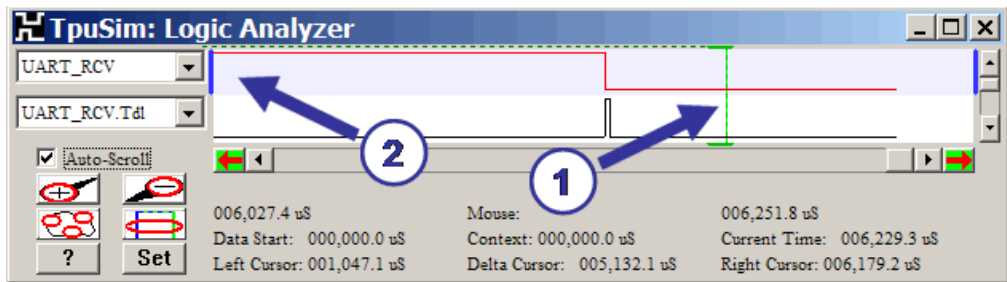 TpuSim: Logic Analyzer
UART_RCV
UART_RCV.Tdl
2
1
Auto-Scroll
006,027.4 uS Mouse: 006,251.8 uS
Data Start: 000,000.0 uS Context: 000,000.0 uS Current Time: 006,229.3 uS
? Set Left Cursor: 001,047.1 uS Delta Cursor: 005,132.1 uS Right Cursor: 006,179.2 uS